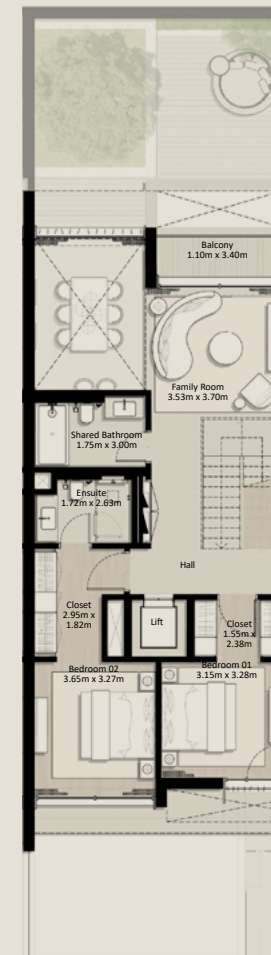 Balcony
1.10m x 3.40m
Family Room
3.53m x 3.70m
Shared Bathroom
1.75m x 3.00m
Ensuite
1.72m x 2.63m
Hall
Closet
2.95m x
1.82m
Lift
Closet
1.55m x
2.38m
Bedroom 02
3.65m x 3.27m
Bedroom 01
3.15m x 3.28m